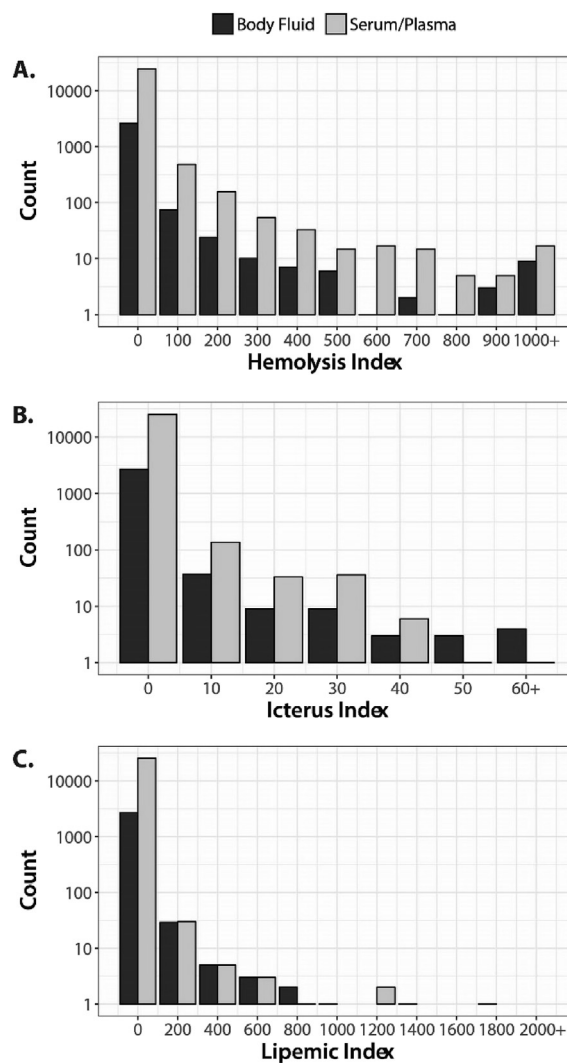 Body Fluid Serum/Plasma
A.
10000
1000
100
10
1
Count
0 100 200 300 400 500 600 700 800 900 1000+
Hemolysis Index
B.
10000
1000
100
10
1
Count
0 10 20 30 40 50 60+
Icterus Index
C.
10000
1000
100
10
1
Count
0 200 400 600 800 1000 1200 1400 1600 1800 2000+
Lipemic Index